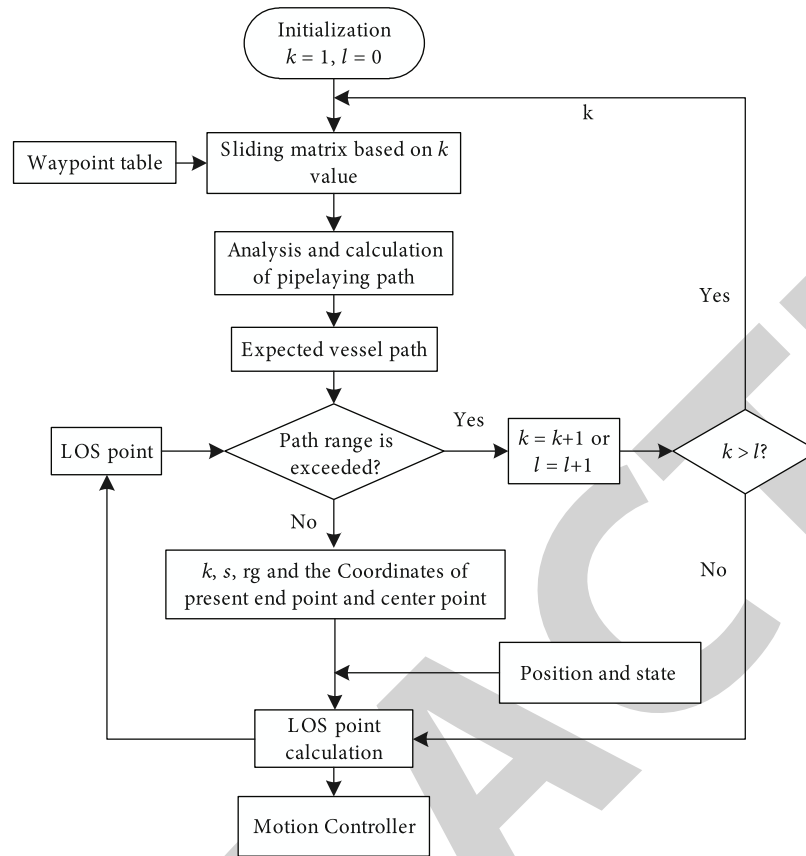 Initialization
k = 1, l = 0
k
Waypoint table
Sliding matrix based on k
value
Analysis and calculation
of pipelaying path
Yes
Expected vessel path
LOS point
Path range is
exceeded?
Yes
k = k+1 or
l = l+1
k > l?
No
No
k, s, rg and the Coordinates of
present end point and center point
Position and state
LOS point
calculation
Motion Controller